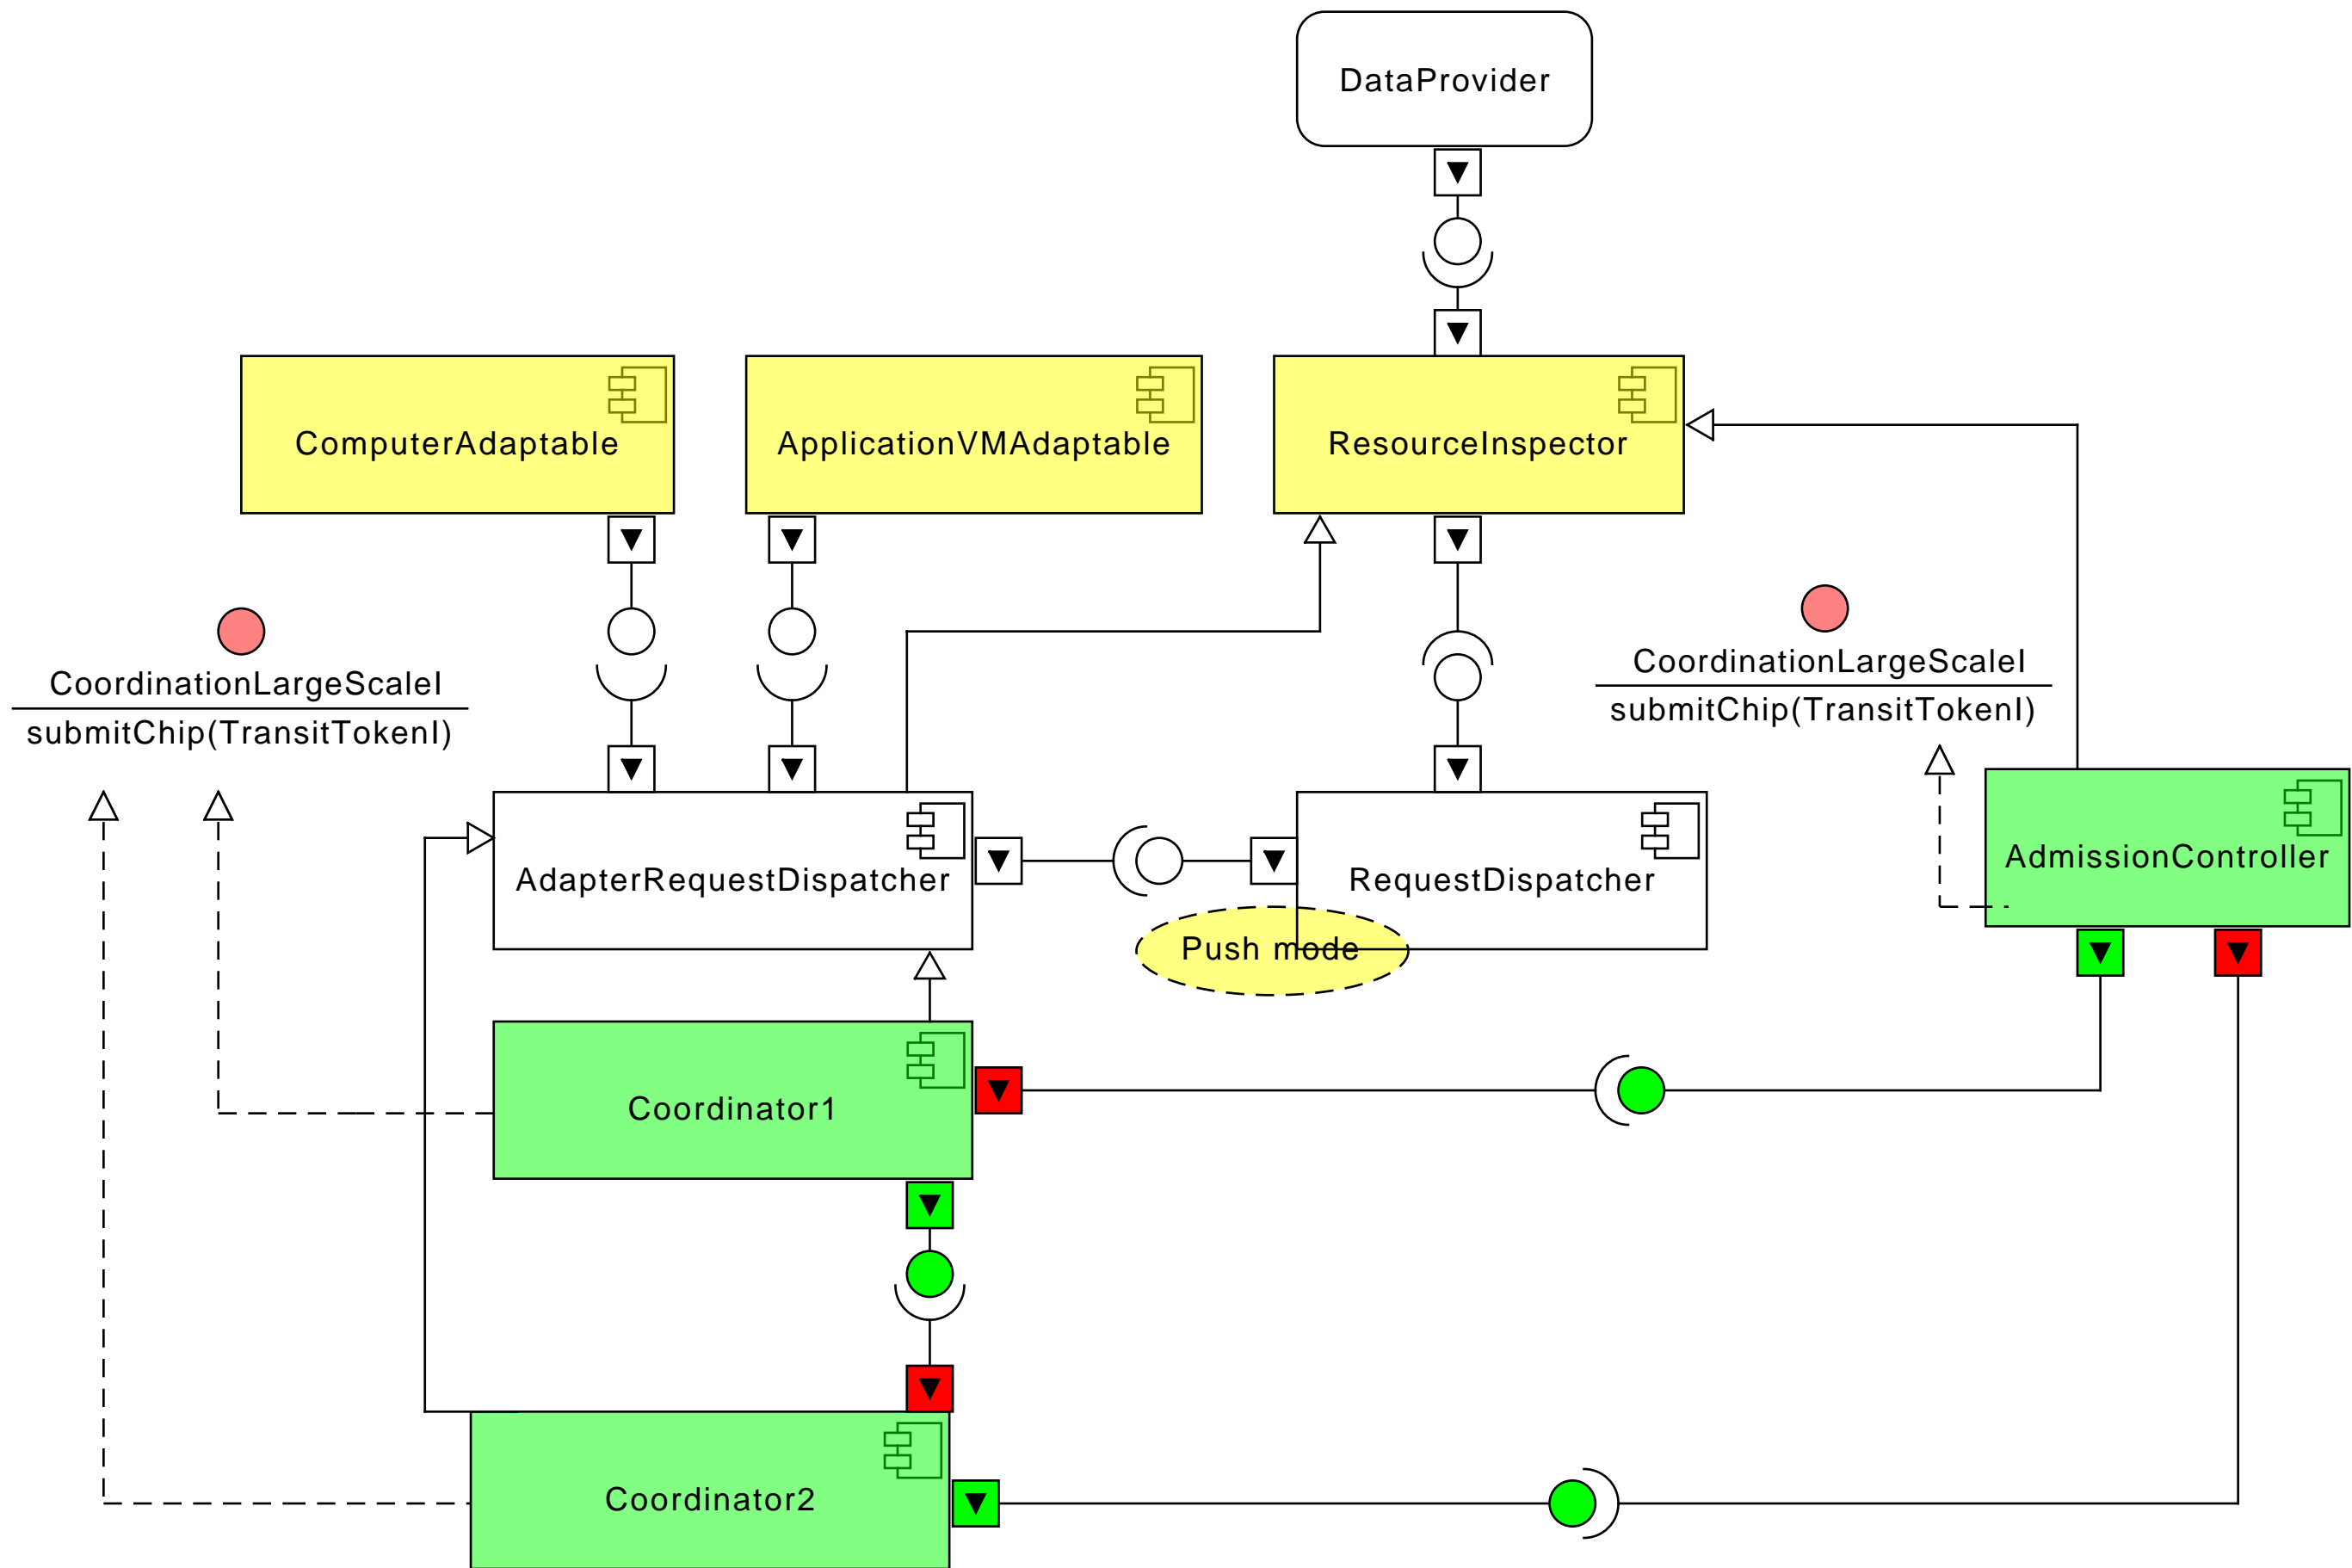 DataProvider
ComputerAdaptable
ApplicationVMAdaptable
ResourceInspector
CoordinationLargeScaleI
submitChip(TransitTokenI)
CoordinationLargeScaleI
submitChip(TransitTokenI)
AdapterRequestDispatcher
RequestDispatcher
AdmissionController
Push mode
Coordinator1
Coordinator2